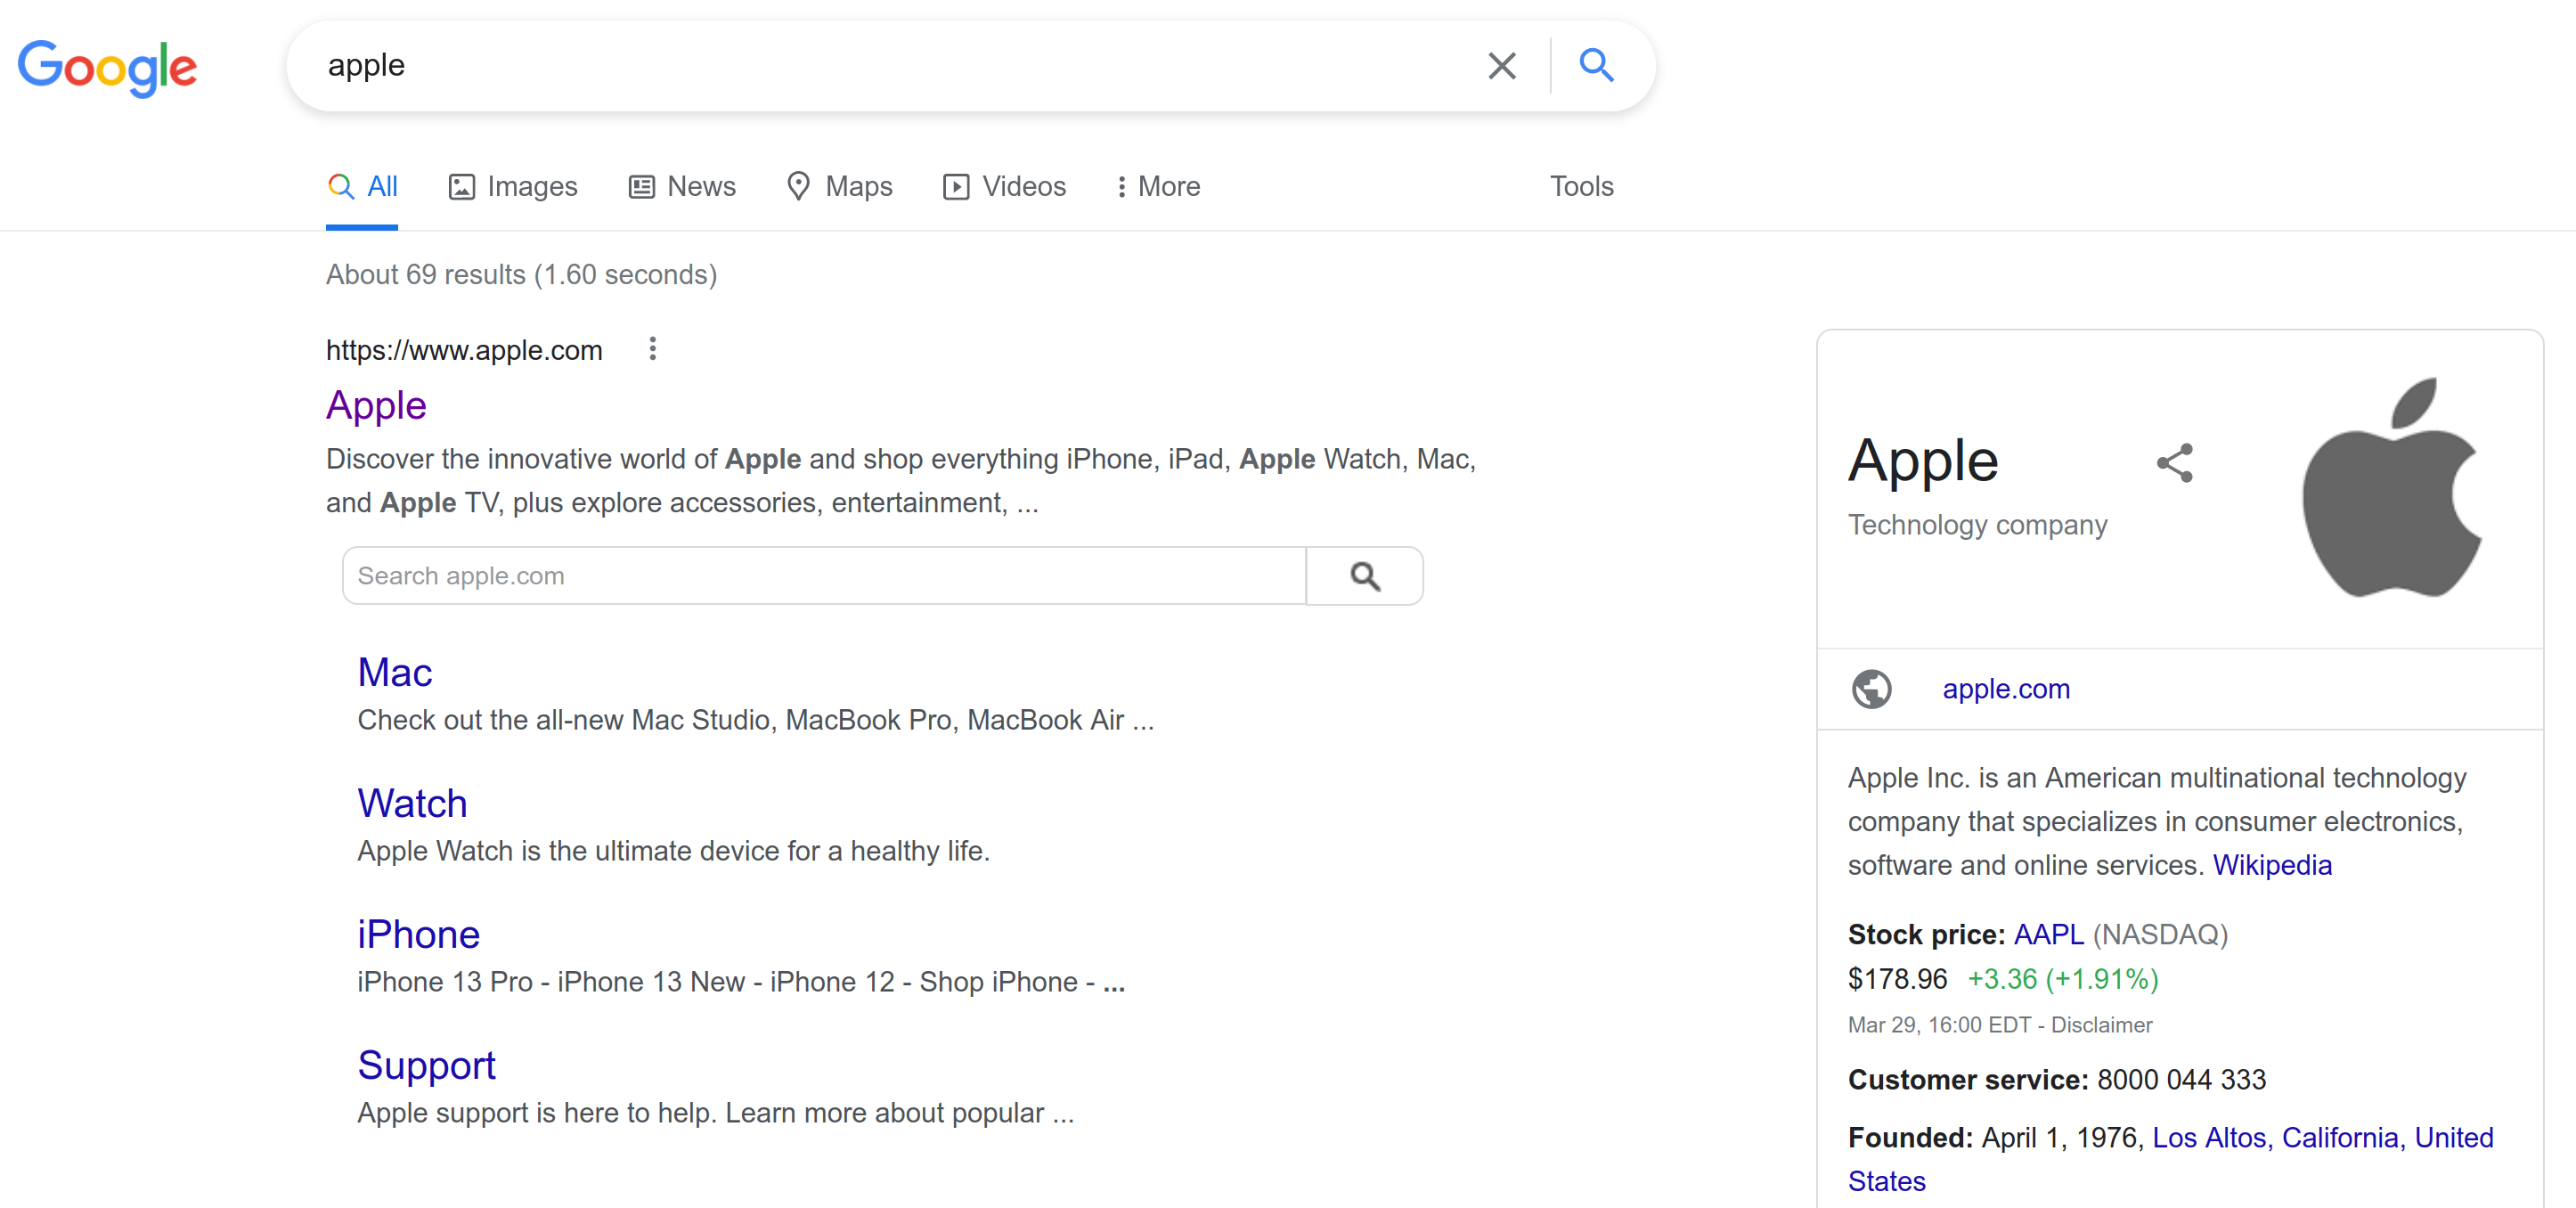 Google
apple
All Images News Maps Videos More Tools
About 69 results (1.60 seconds)
https://www.apple.com
Apple
Discover the innovative world of Apple and shop everything iPhone, iPad, Apple Watch, Mac,
and Apple TV, plus explore accessories, entertainment, ...
Search apple.com
Mac
Check out the all-new Mac Studio, MacBook Pro, MacBook Air ...
Watch
Apple Watch is the ultimate device for a healthy life.
iPhone
iPhone 13 Pro - iPhone 13 New - iPhone 12 - Shop iPhone - ...
Support
Apple support is here to help. Learn more about popular ...
Apple
Technology company
apple.com
Apple Inc. is an American multinational technology
company that specializes in consumer electronics,
software and online services. Wikipedia
Stock price: AAPL (NASDAQ)
$178.96 +3.36 (+1.91%)
Mar 29, 16:00 EDT - Disclaimer
Customer service: 8000 044 333
Founded: April 1, 1976, Los Altos, California, United
States